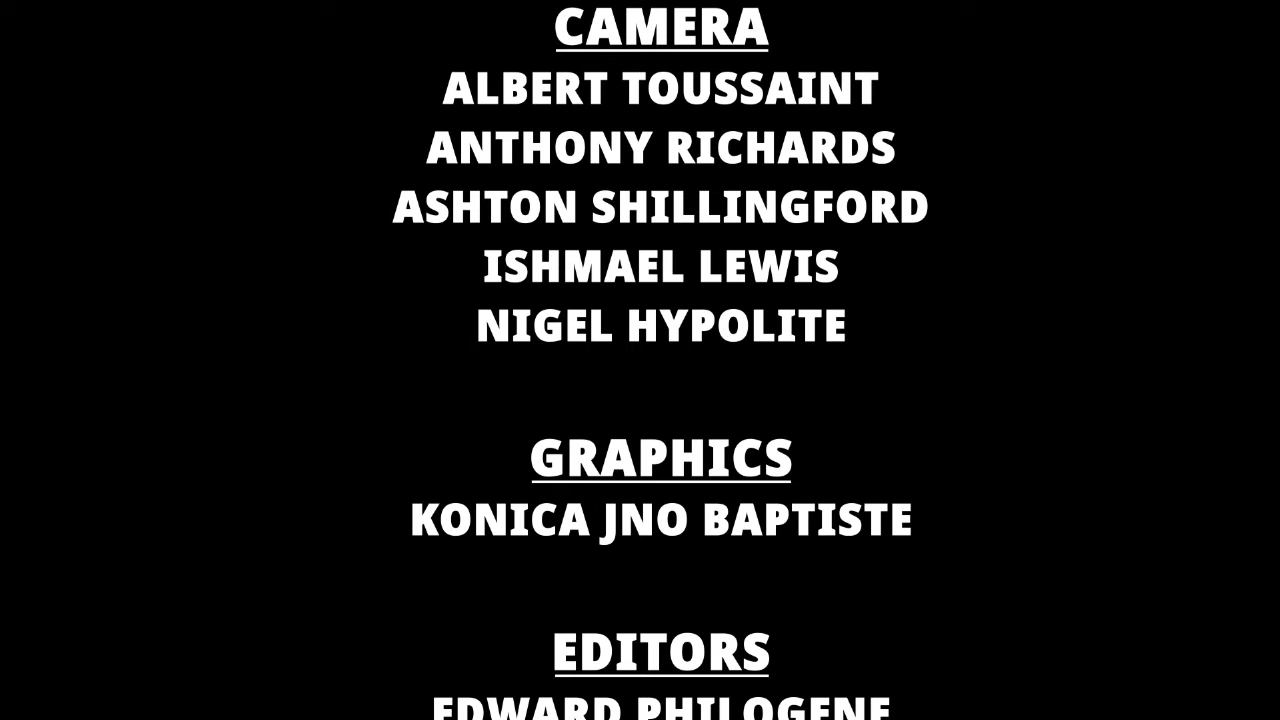 CAMERA
ALBERT TOUSSAINT
ANTHONY RICHARDS
ASHTON SHILLINGFORD
ISHMAEL LEWIS
NIGEL HYPOLITE
GRAPHICS
KONICA JNO BAPTISTE
EDITORS
EDWARD PHILOGENE